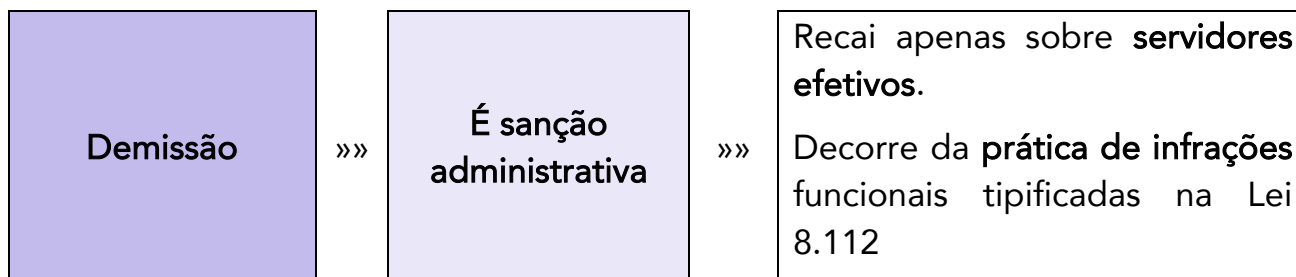 Demissão
»»
É sanção
administrativa
»»
Recai apenas sobre servidores
efetivos.
Decorre da prática de infrações
funcionais tipificadas na Lei
8.112